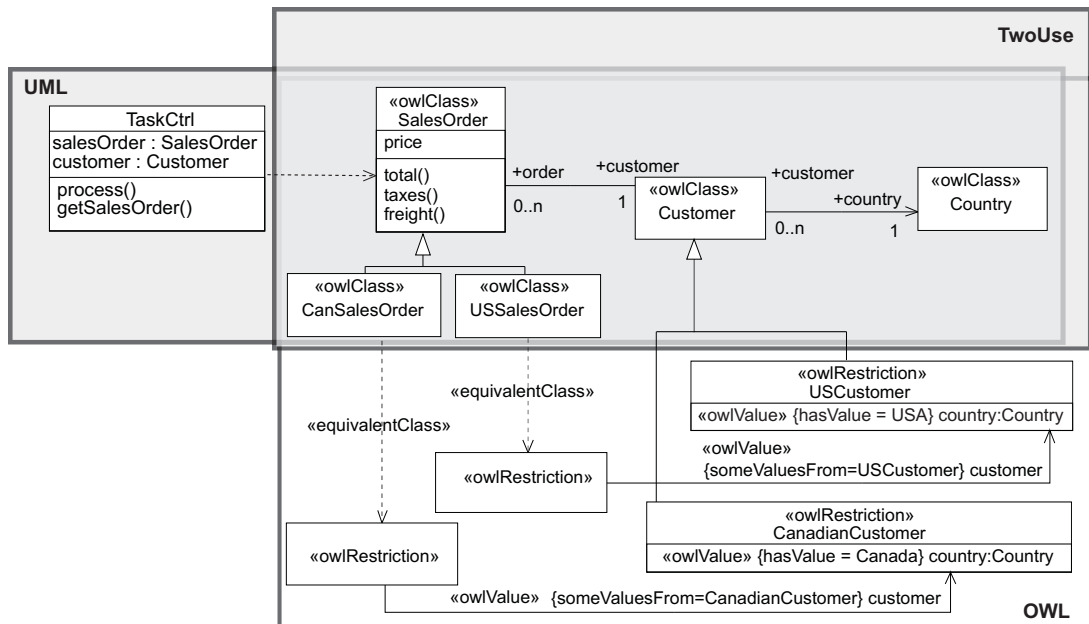 TwoUse
UML
TaskCtrl
salesOrder : SalesOrder
customer : Customer
process()
getSalesOrder()
«owlClass»
SalesOrder
price
total()
taxes()
freight()
+order
0..n
+customer
1
«owlClass»
Customer
+customer
0..n
+country
1
«owlClass»
Country
«owlClass»
CanSalesOrder
«owlClass»
USSalesOrder
«equivalentClass»
«equivalentClass»
«owlRestriction»
USCustomer
«owlValue» {hasValue = USA} country:Country
«owlValue»
{someValuesFrom=USCustomer} customer
«owlRestriction»
«owlRestriction»
CanadianCustomer
«owlValue» {hasValue = Canada} country:Country
«owlRestriction»
«owlValue» {someValuesFrom=CanadianCustomer} customer
OWL